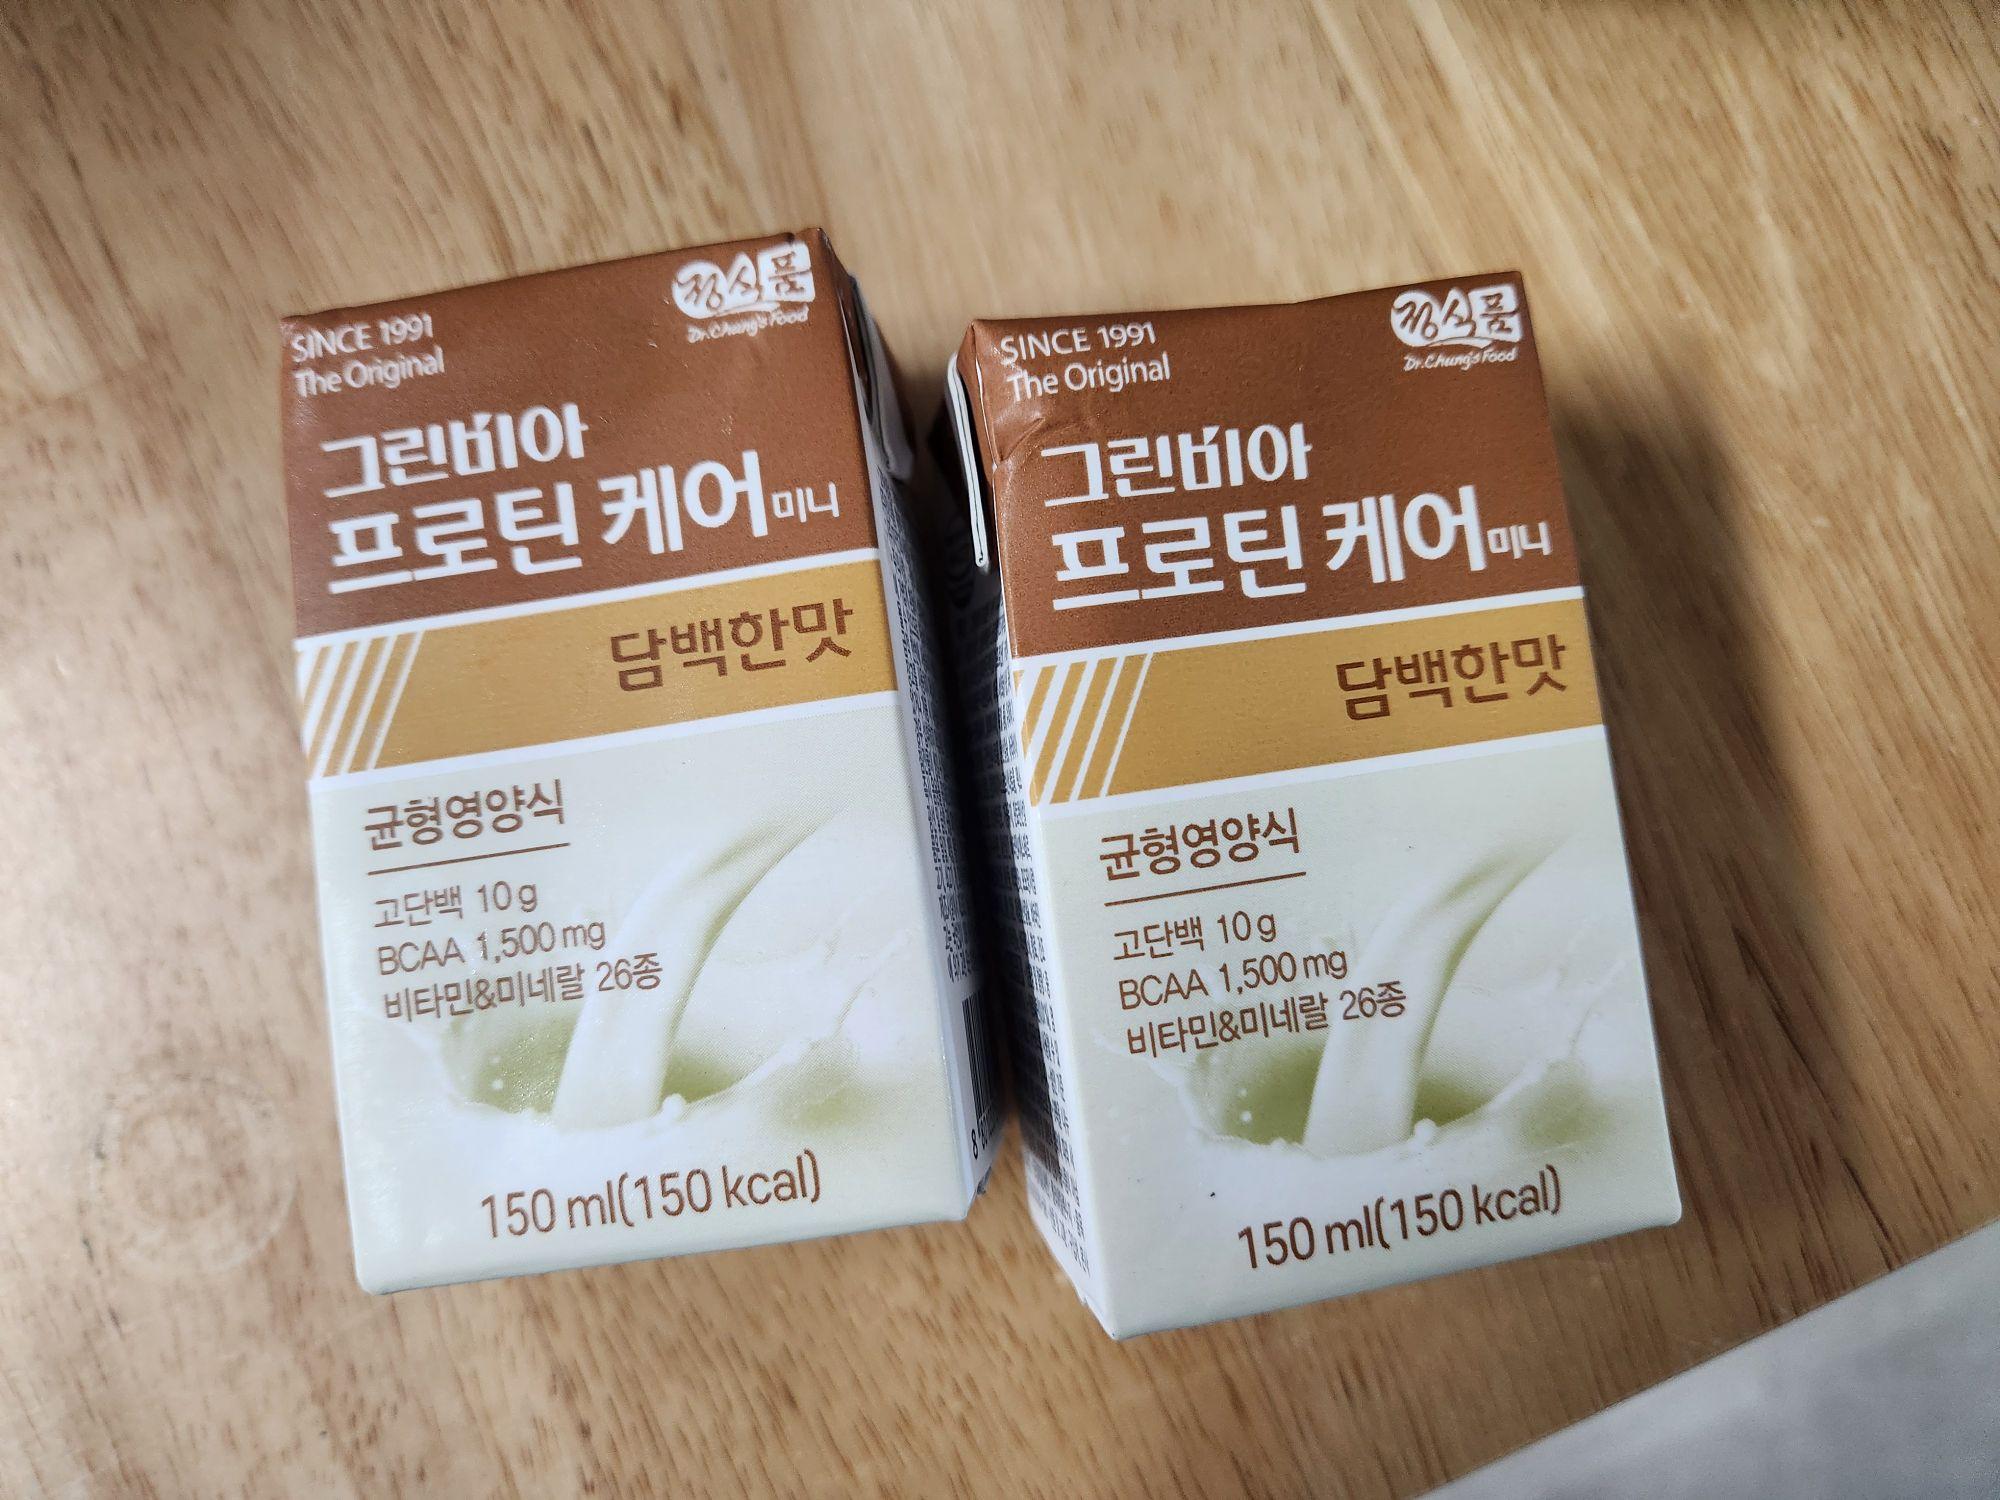 SINCE 1991
The Original
정식품
Dr.Chung's Food
그린비아
프로틴 케어 미니
담백한맛
균형영양식
고단백 10 g
BCAA 1,500 mg
비타민&미네랄 26종
150 ml(150 kcal)
8
SINCE 1991
The Original
정식품
Dr.Chung's Food
그린비아
프로틴 케어 미니
담백한맛
균형영양식
고단백 10 g
BCAA 1,500 mg
비타민&미네랄 26종
150 ml(150 kcal)